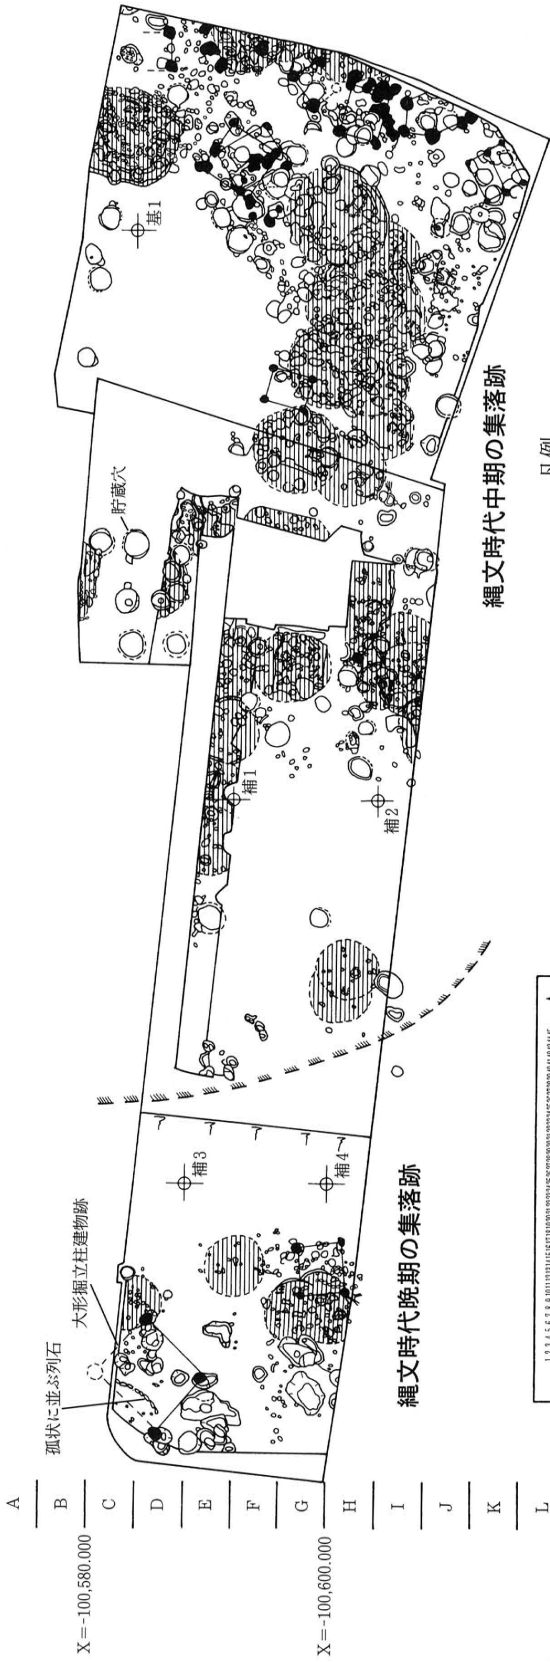 A
B
C
D
E
F
G
H
I
J
K
L
X=-100,580.000
X=-100,600.000
孤状に並ぶ列石
大形掘立柱建物跡
補3
補4
縄文時代晩期の集落跡
補1
補2
貯蔵穴
基1
縄文時代中期の集落跡
凡例